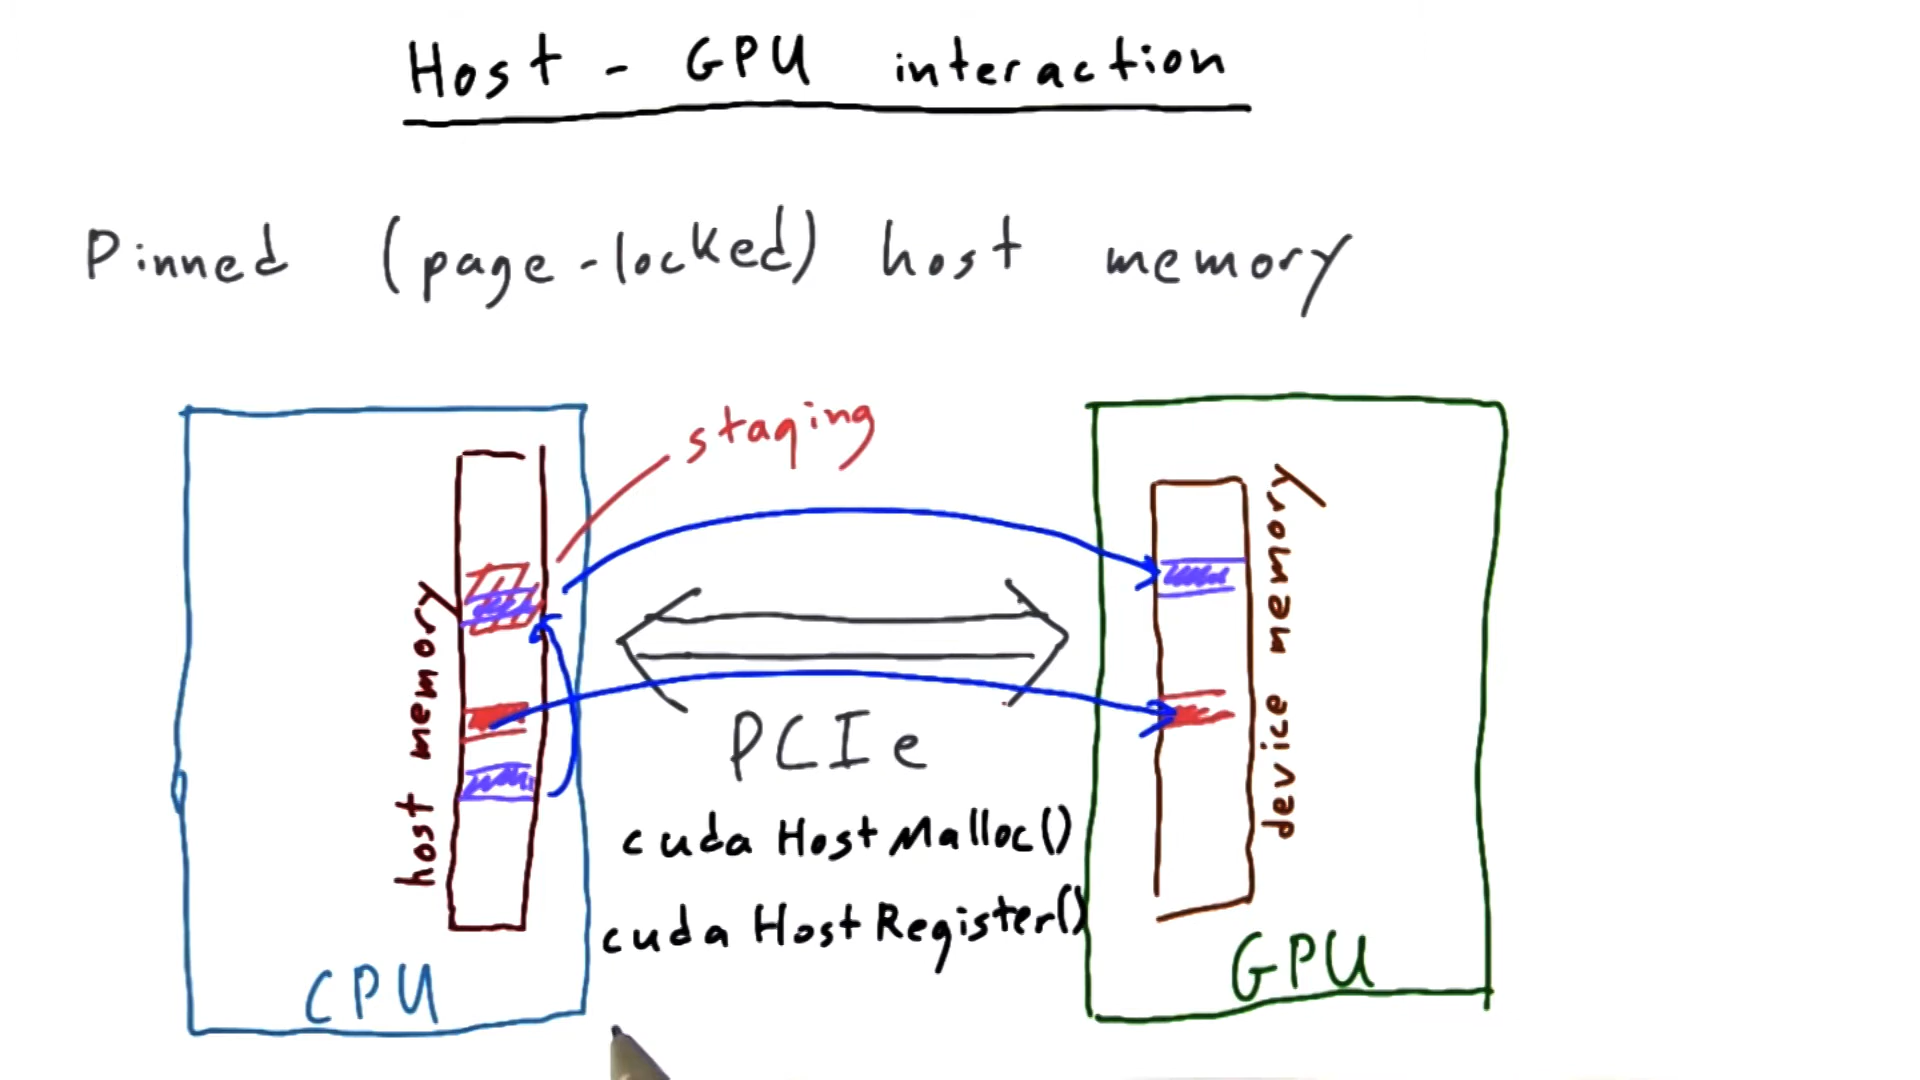 Host - GPU interaction
Pinned (page-locked) host memory
staging
host memory
device memory
PCIe
cudaHostMalloc()
cudaHostRegister()
CPU
GPU